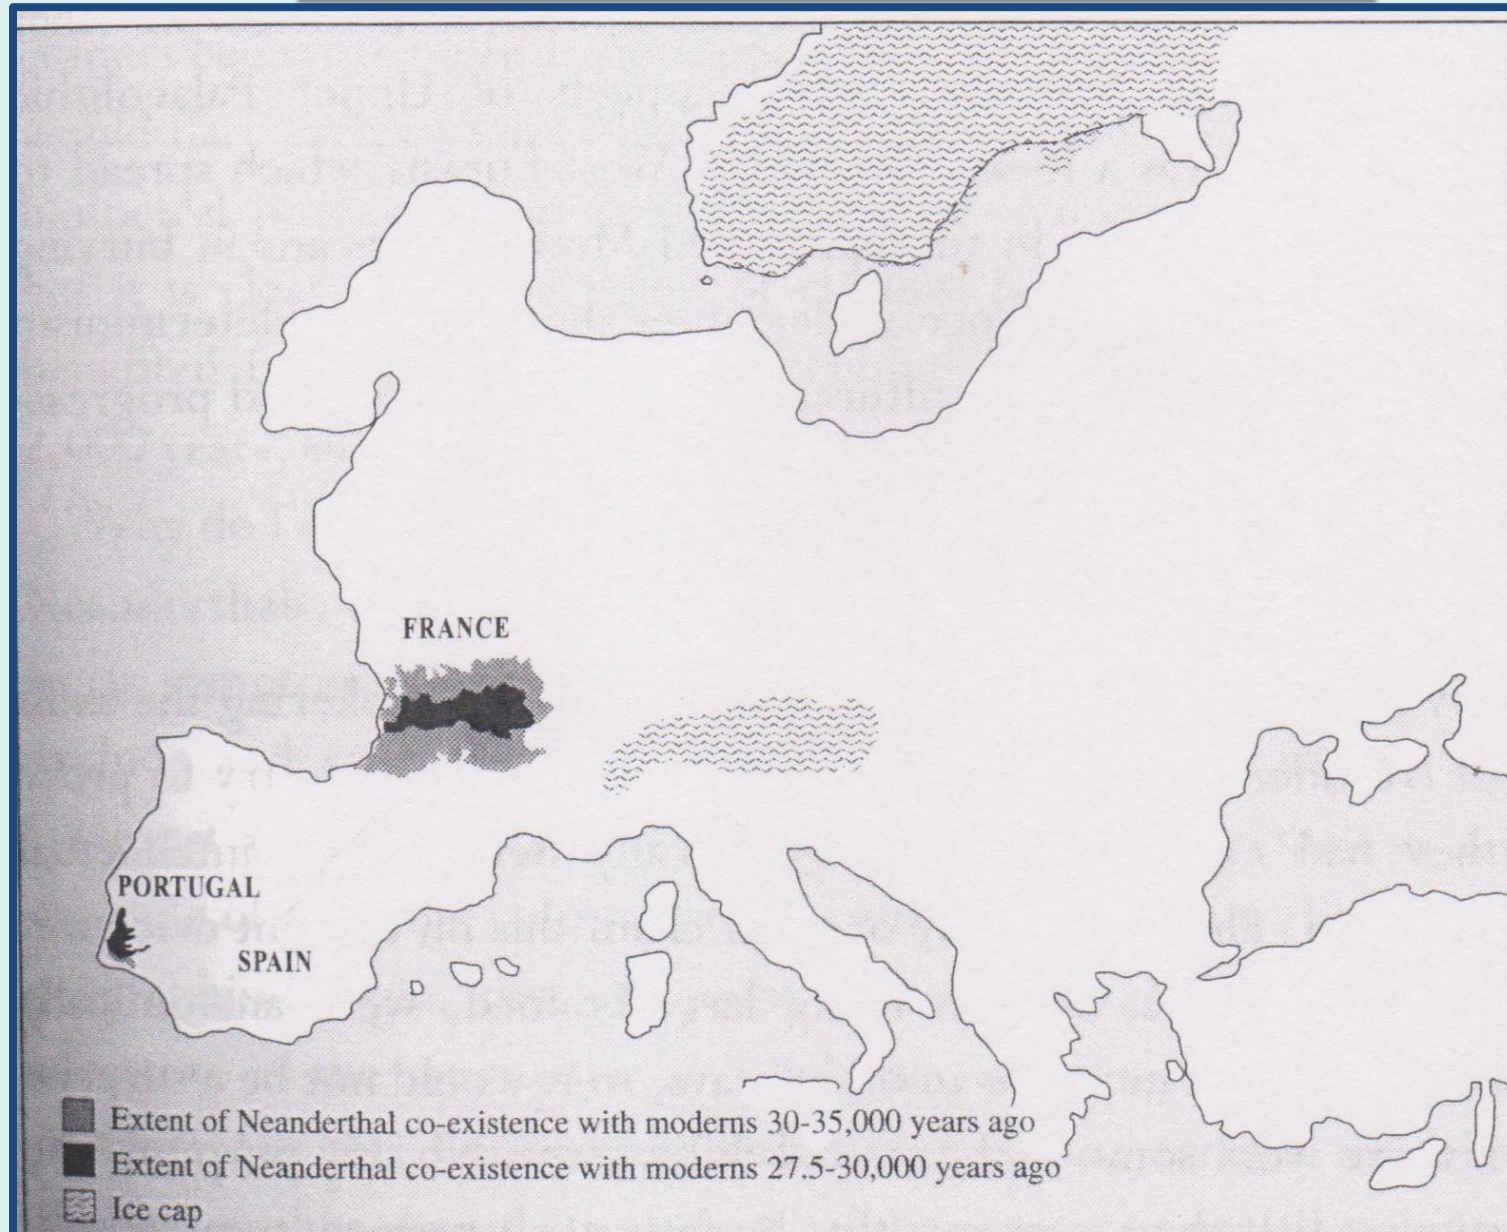 FRANCE
PORTUGAL
SPAIN
Extent of Neanderthal co-existence with moderns 30-35,000 years ago
Extent of Neanderthal co-existence with moderns 27.5-30,000 years ago
Ice cap